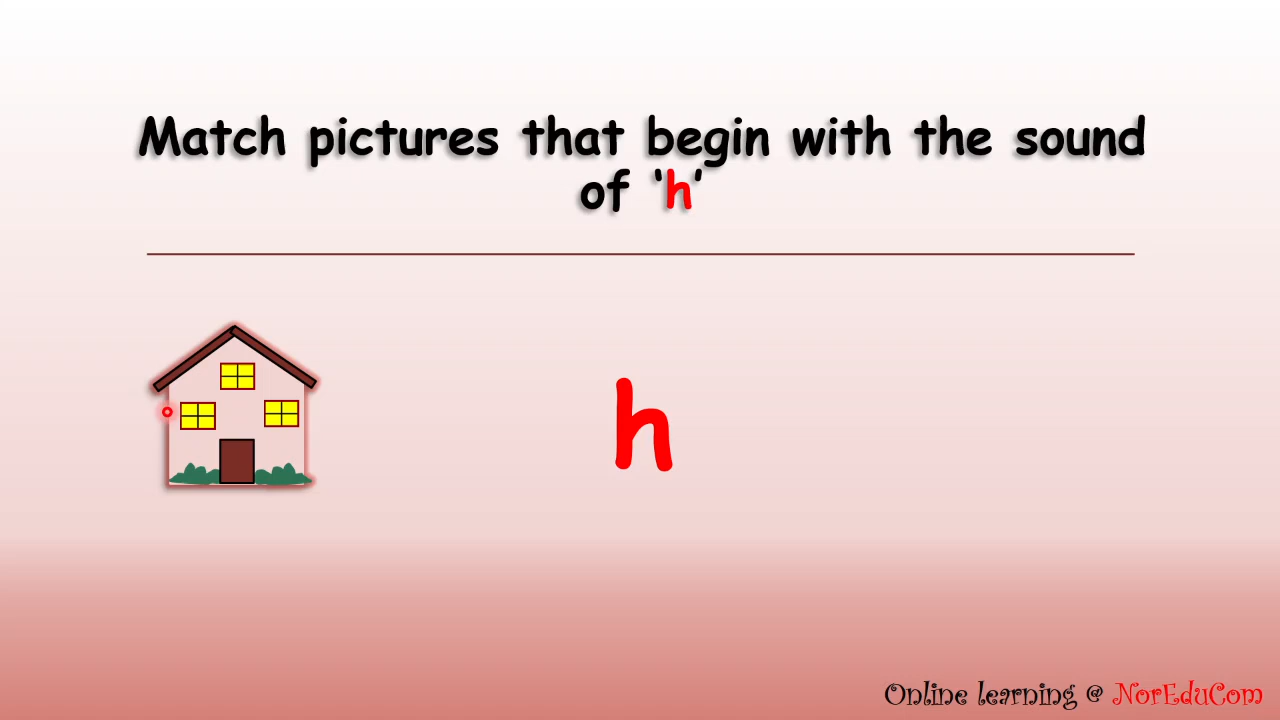 Match pictures that begin with the sound
of ‘h’
h
Online learning @ NorEduCom